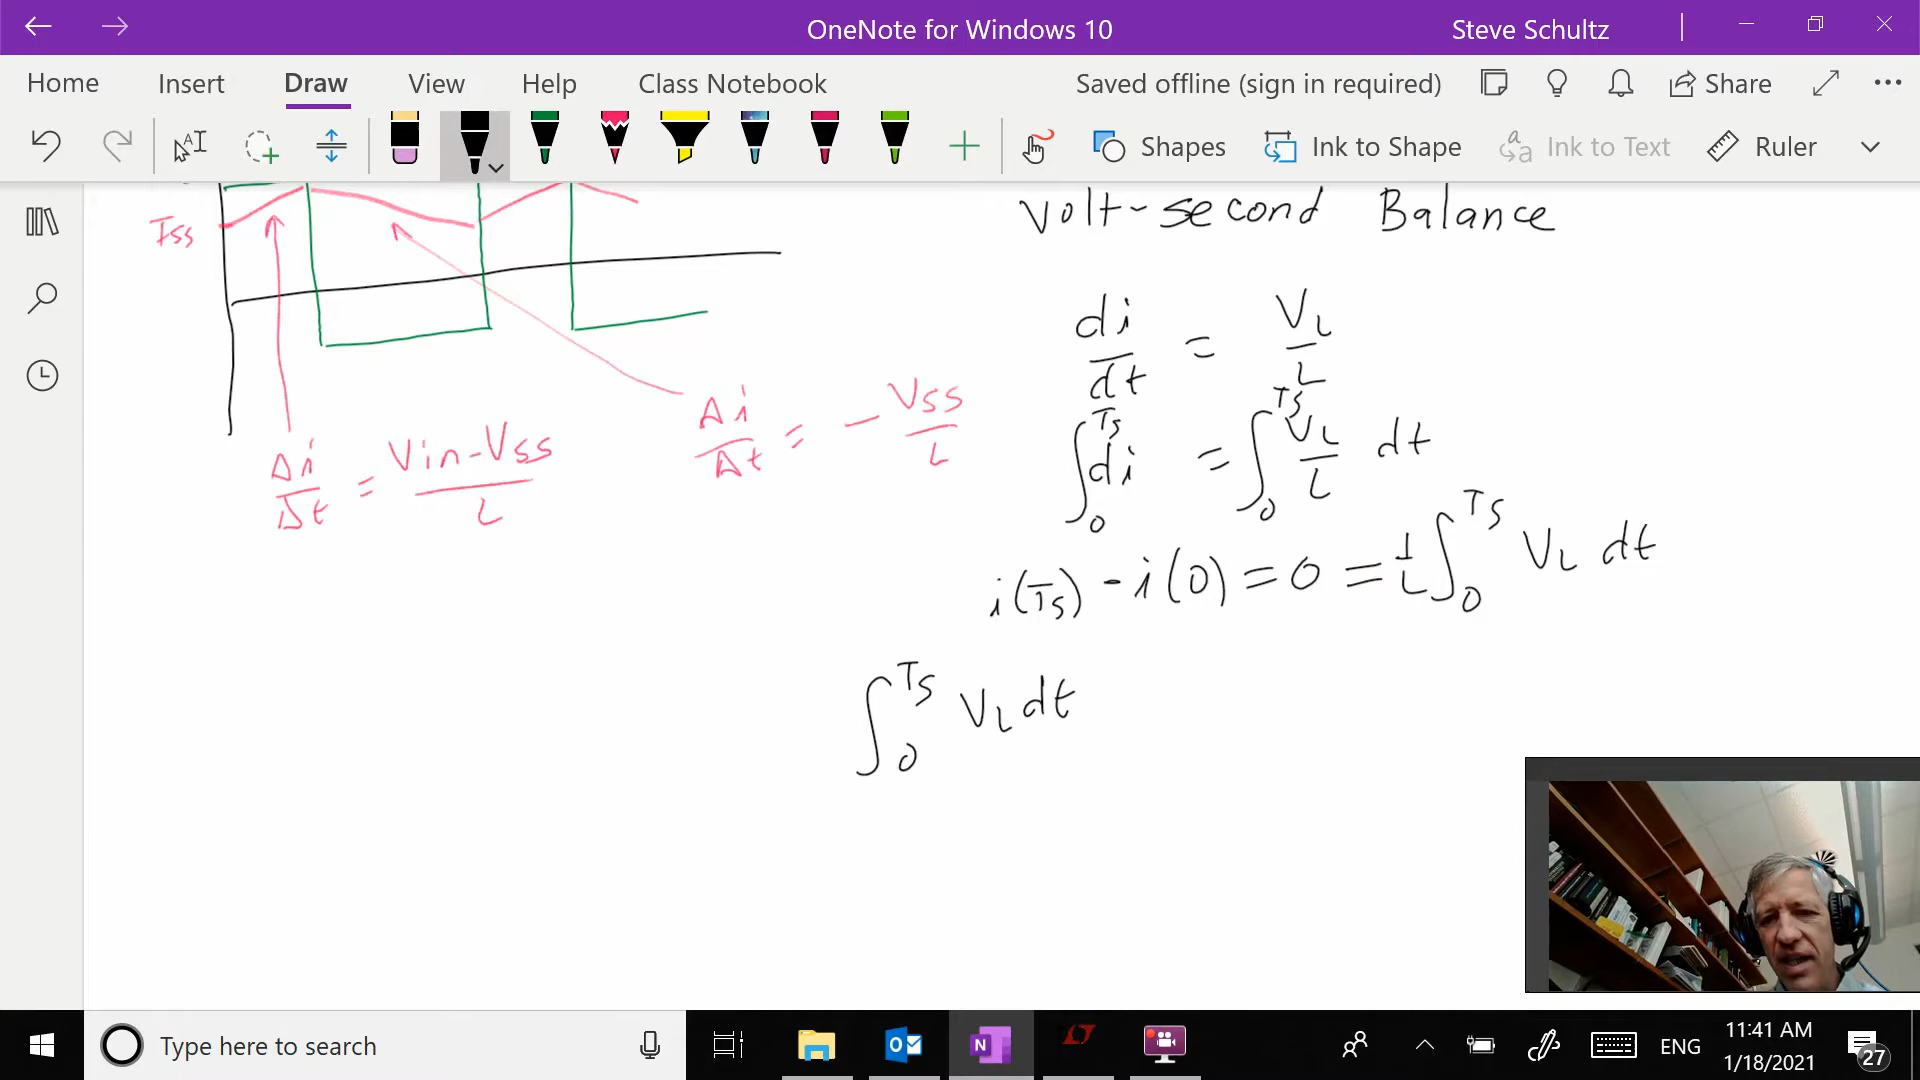 OneNote for Windows 10
Steve Schultz
Home Insert Draw View Help Class Notebook
Saved offline (sign in required) Share
Shapes Ink to Shape Ink to Text Ruler
Iss
Δi/Δt = Vin-Vss/L
Δi/Δt = - Vss/L
Volt-second Balance
di/dt = VL/L
∫₀^Ts di = ∫₀^Ts VL/L dt
i(Ts) - i(0) = 0 = 1/L ∫₀^Ts VL dt
∫₀^Ts VL dt
Type here to search
N
ENG
11:41 AM
1/18/2021
27